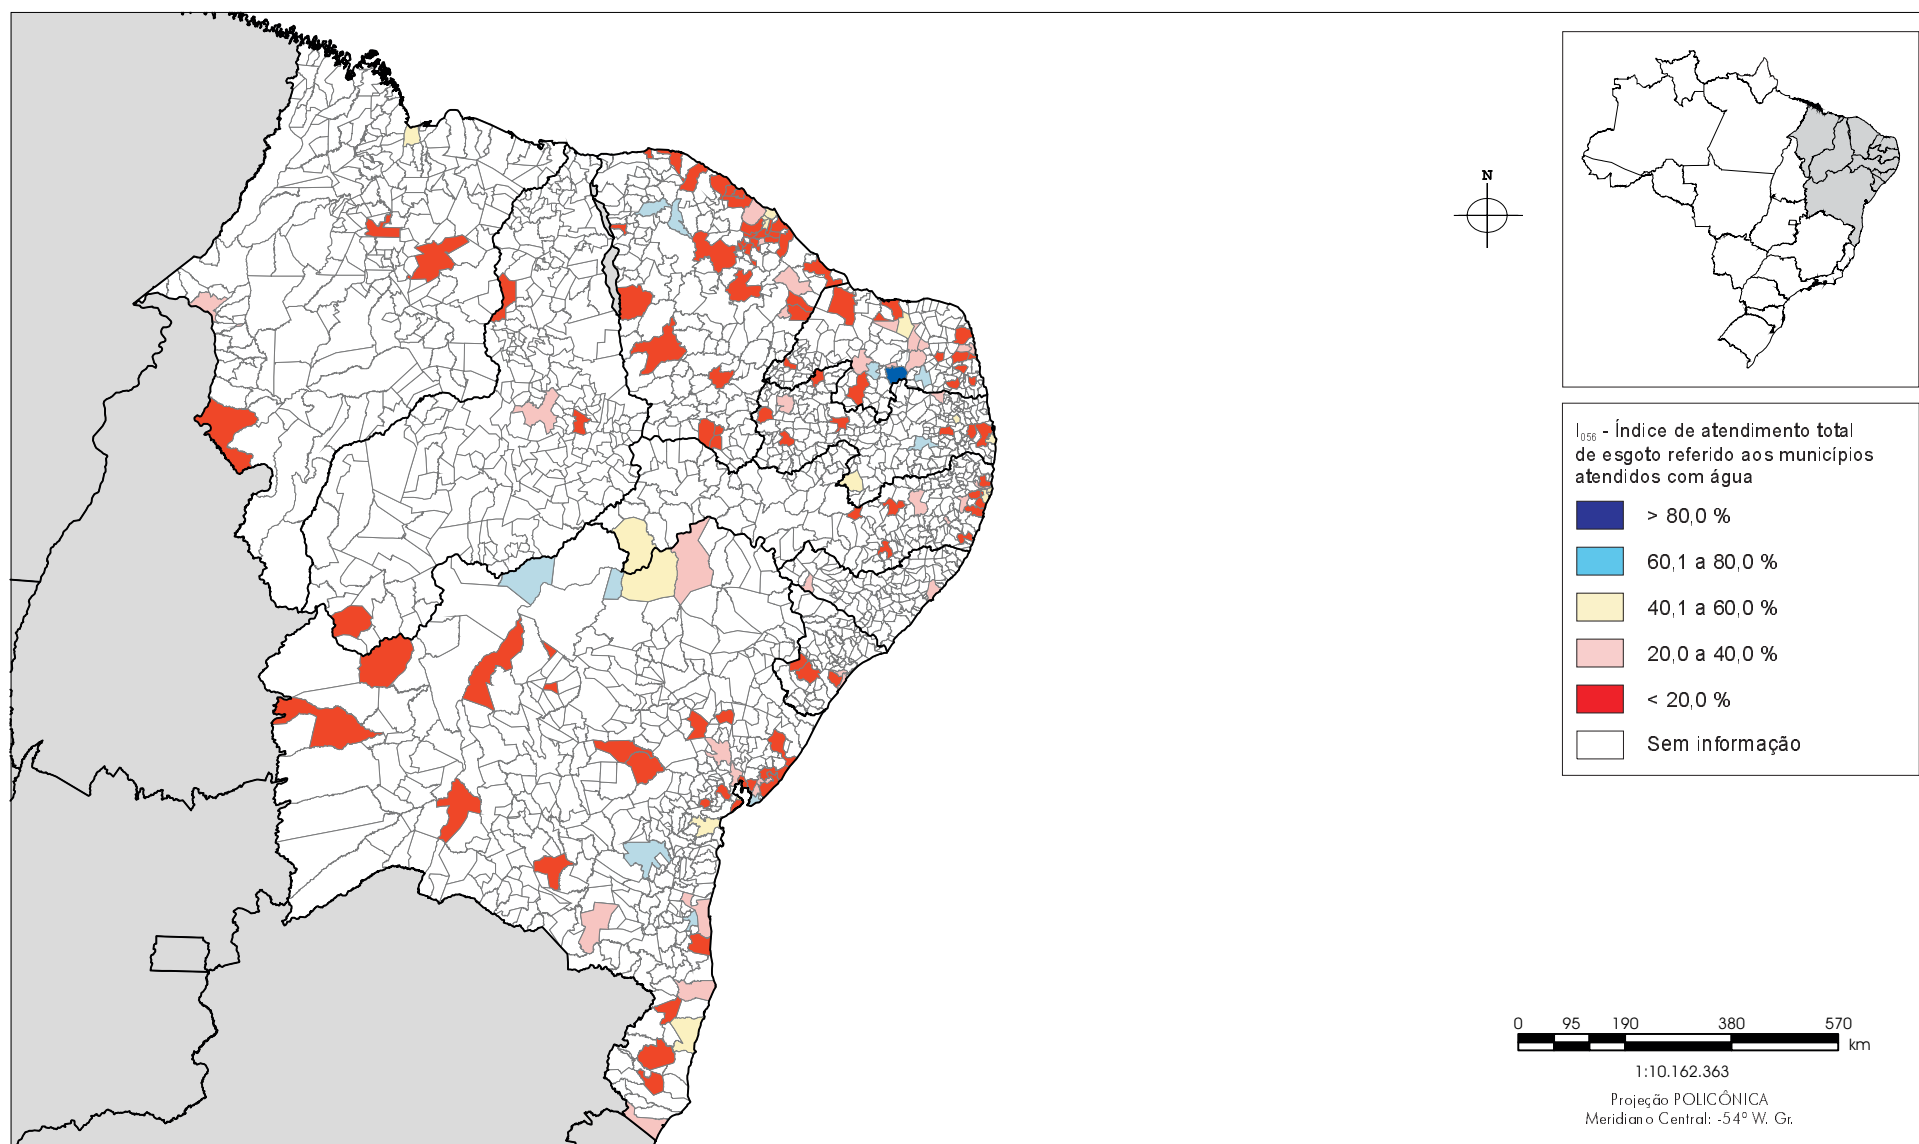 N
I056 - Índice de atendimento total
de esgoto referido aos municípios
atendidos com água
> 80,0 %
60,1 a 80,0 %
40,1 a 60,0 %
20,0 a 40,0 %
< 20,0 %
Sem informação
0 95 190 380 570
km
1:10.162.363
Projeção POLICÔNICA
Meridiano Central: -54º W. Gr.